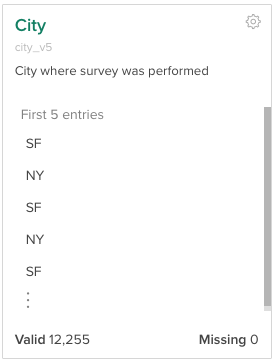 City
city_v5
City where survey was performed
First 5 entries
SF
NY
SF
NY
SF
⋮
Valid 12,255 Missing 0